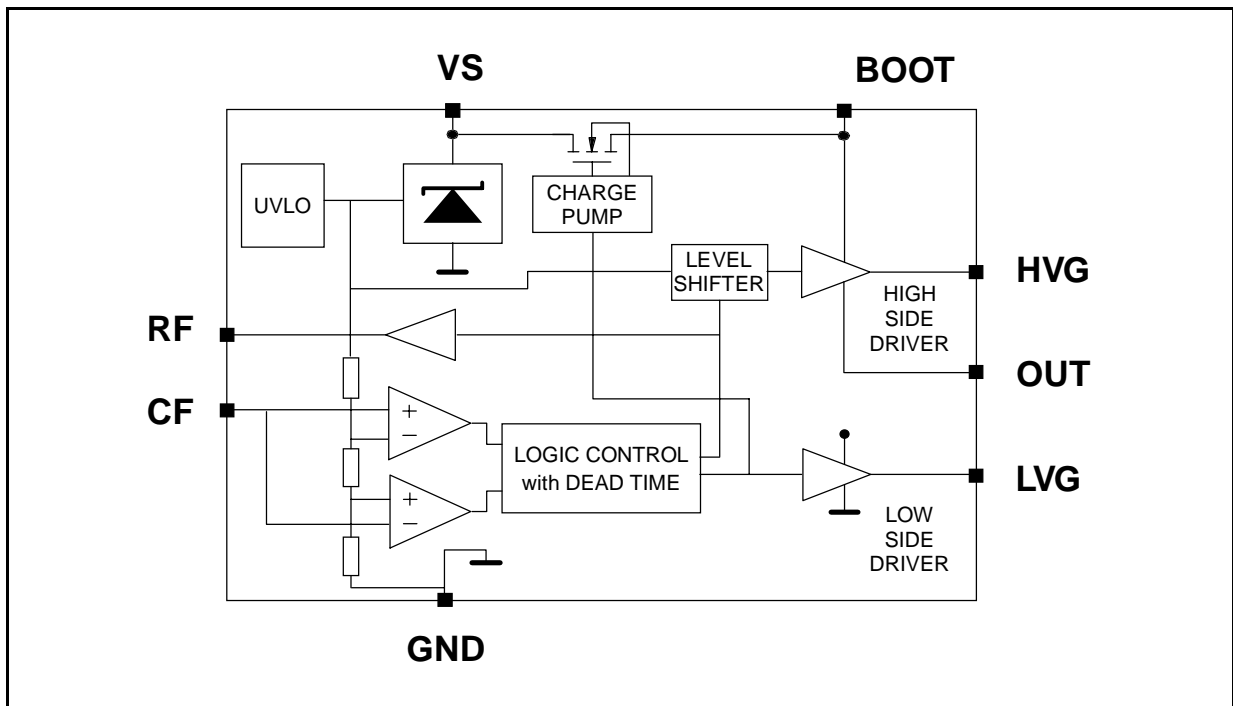 VS
BOOT
UVLO
CHARGE
PUMP
LEVEL
SHIFTER
HVG
HIGH
SIDE
DRIVER
RF
OUT
CF
+
−
LOGIC CONTROL
with DEAD TIME
+
−
LVG
LOW
SIDE
DRIVER
GND